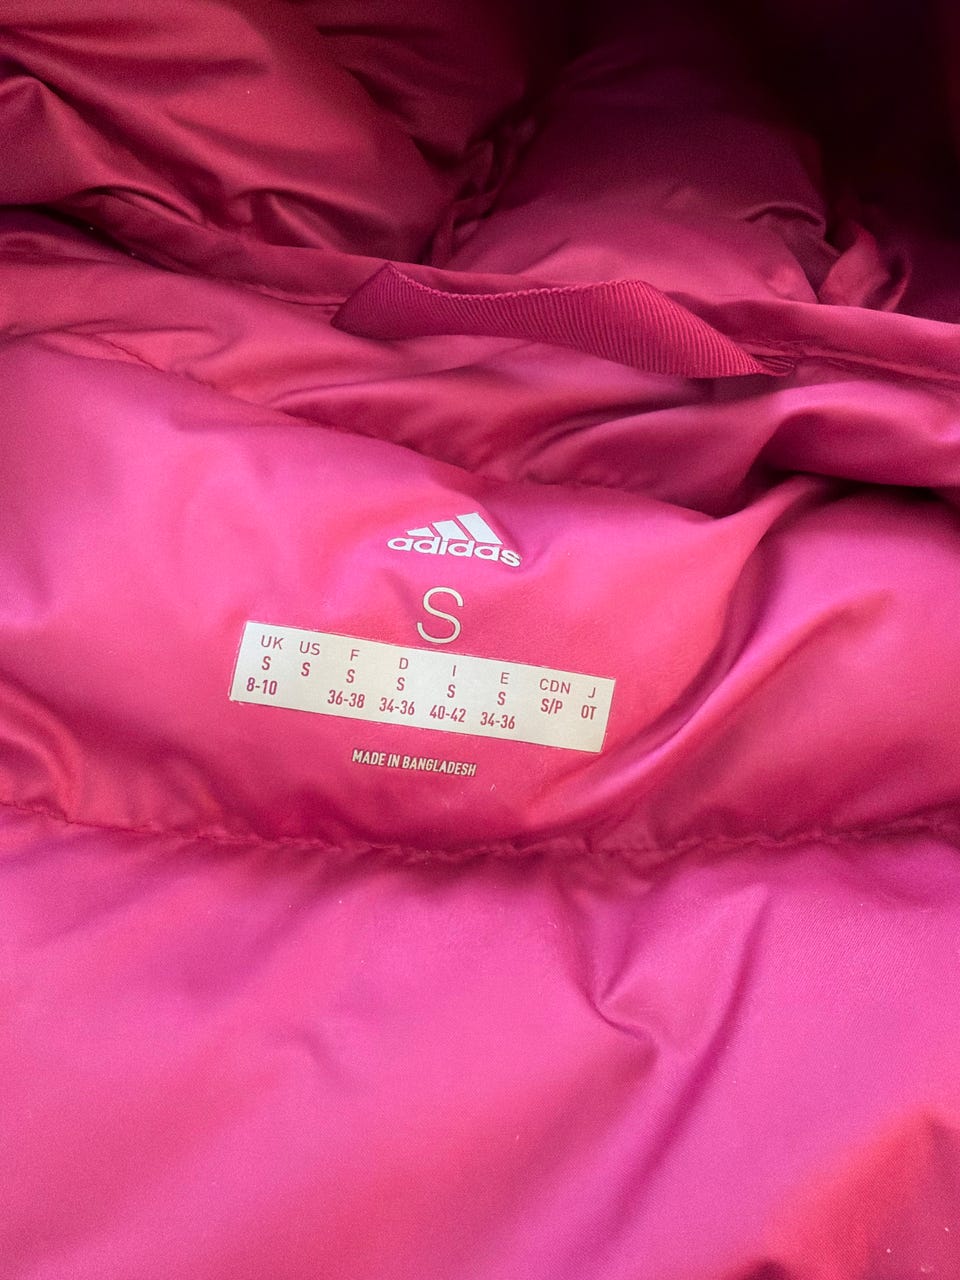 adidas
S
UK US F D I E CDN J
S S S S S S S/P OT
8-10 36-38 34-36 40-42 34-36
MADE IN BANGLADESH